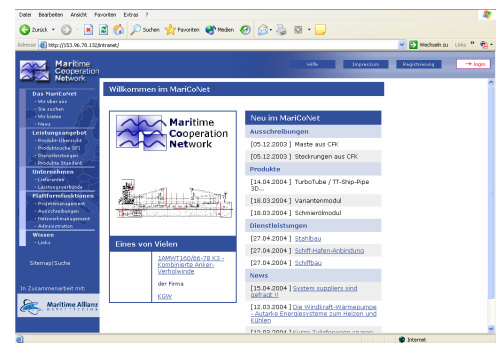 Datei Bearbeiten Ansicht Favoriten Extras ?
Zurück Suchen Favoriten Medien
Adresse http://153.96.78.132/intranet/ Wechseln zu Links
Maritime
Cooperation
Network
Hilfe Impressum Registrierung login
Das MariCoNet
- Wir über uns
- Sie suchen
- Wir bieten
- News
Leistungsangebot
- Produkt-Übersicht
- Produktsuche SFI
- Dienstleistungen
- Produkte Standard
Unternehmen
- Lieferanten
- Leistungsverbünde
Plattformfunktionen
- Projektmanagement
- Ausschreibungen
- Netzwerkmanagement
- Administration
Wissen
- Links
Sitemap|Suche
In Zusammenarbeit mit:
Maritime Allianz
Willkommen im MariCoNet
Maritime
Cooperation
Network
Eines von Vielen
1AMWT160/66-78 K3 -
Kombinierte Anker-
Verholwinde
der Firma
KGW
Neu im MariCoNet
Ausschreibungen
[05.12.2003 ] Maste aus CFK
[05.12.2003 ] Steckrungen aus CFK
Produkte
[14.04.2004 ] TurboTube / TT-Ship-Pipe
3D...
[18.03.2004 ] Variantenmodul
[18.03.2004 ] Schmierölmodul
Dienstleistungen
[27.04.2004 ] Stahlbau
[27.04.2004 ] Schiff-Hafen-Anbindung
[27.04.2004 ] Schiffbau
News
[15.04.2004 ] System suppliers sind
gefragt !!
[12.03.2004 ] Die Windkraft-Wärmepumpe
- Autarke Energiesysteme zum Heizen und
Kühlen
[12.03.2004 ]
Internet